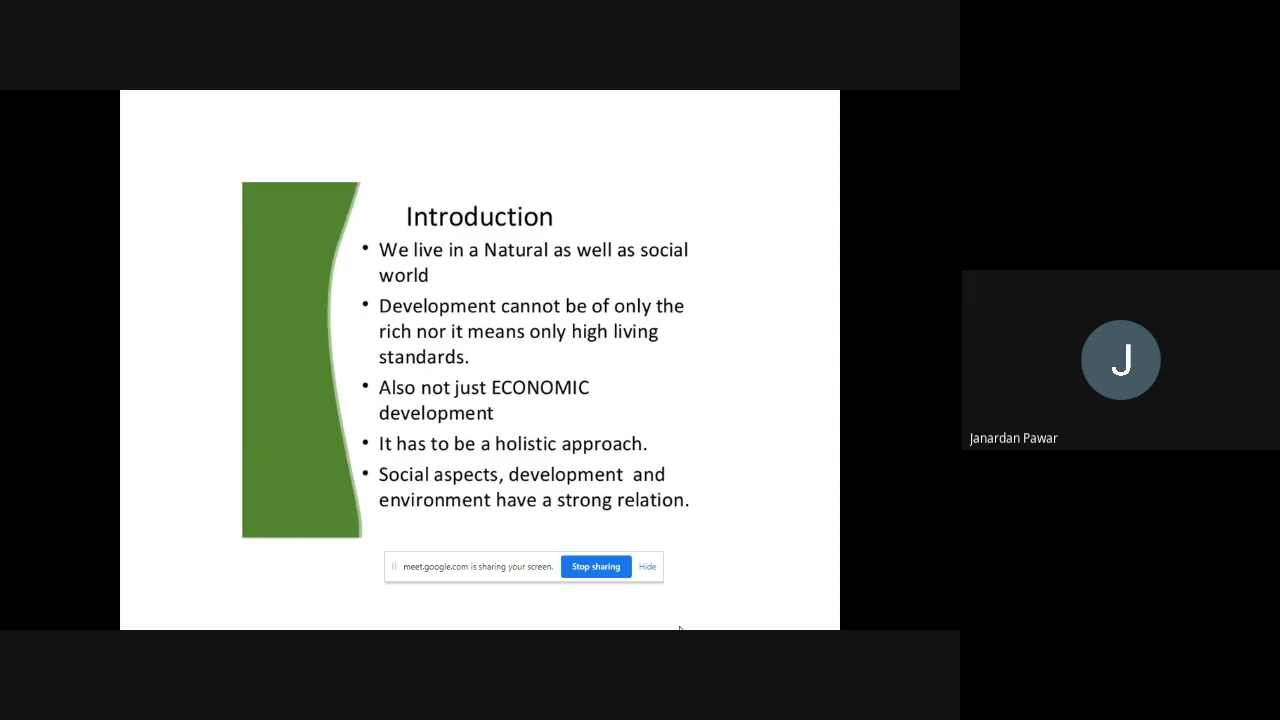 Introduction
• We live in a Natural as well as social
world
• Development cannot be of only the
rich nor it means only high living
standards.
• Also not just ECONOMIC
development
• It has to be a holistic approach.
• Social aspects, development and
environment have a strong relation.
meet.google.com is sharing your screen. Stop sharing Hide
J
Janardan Pawar